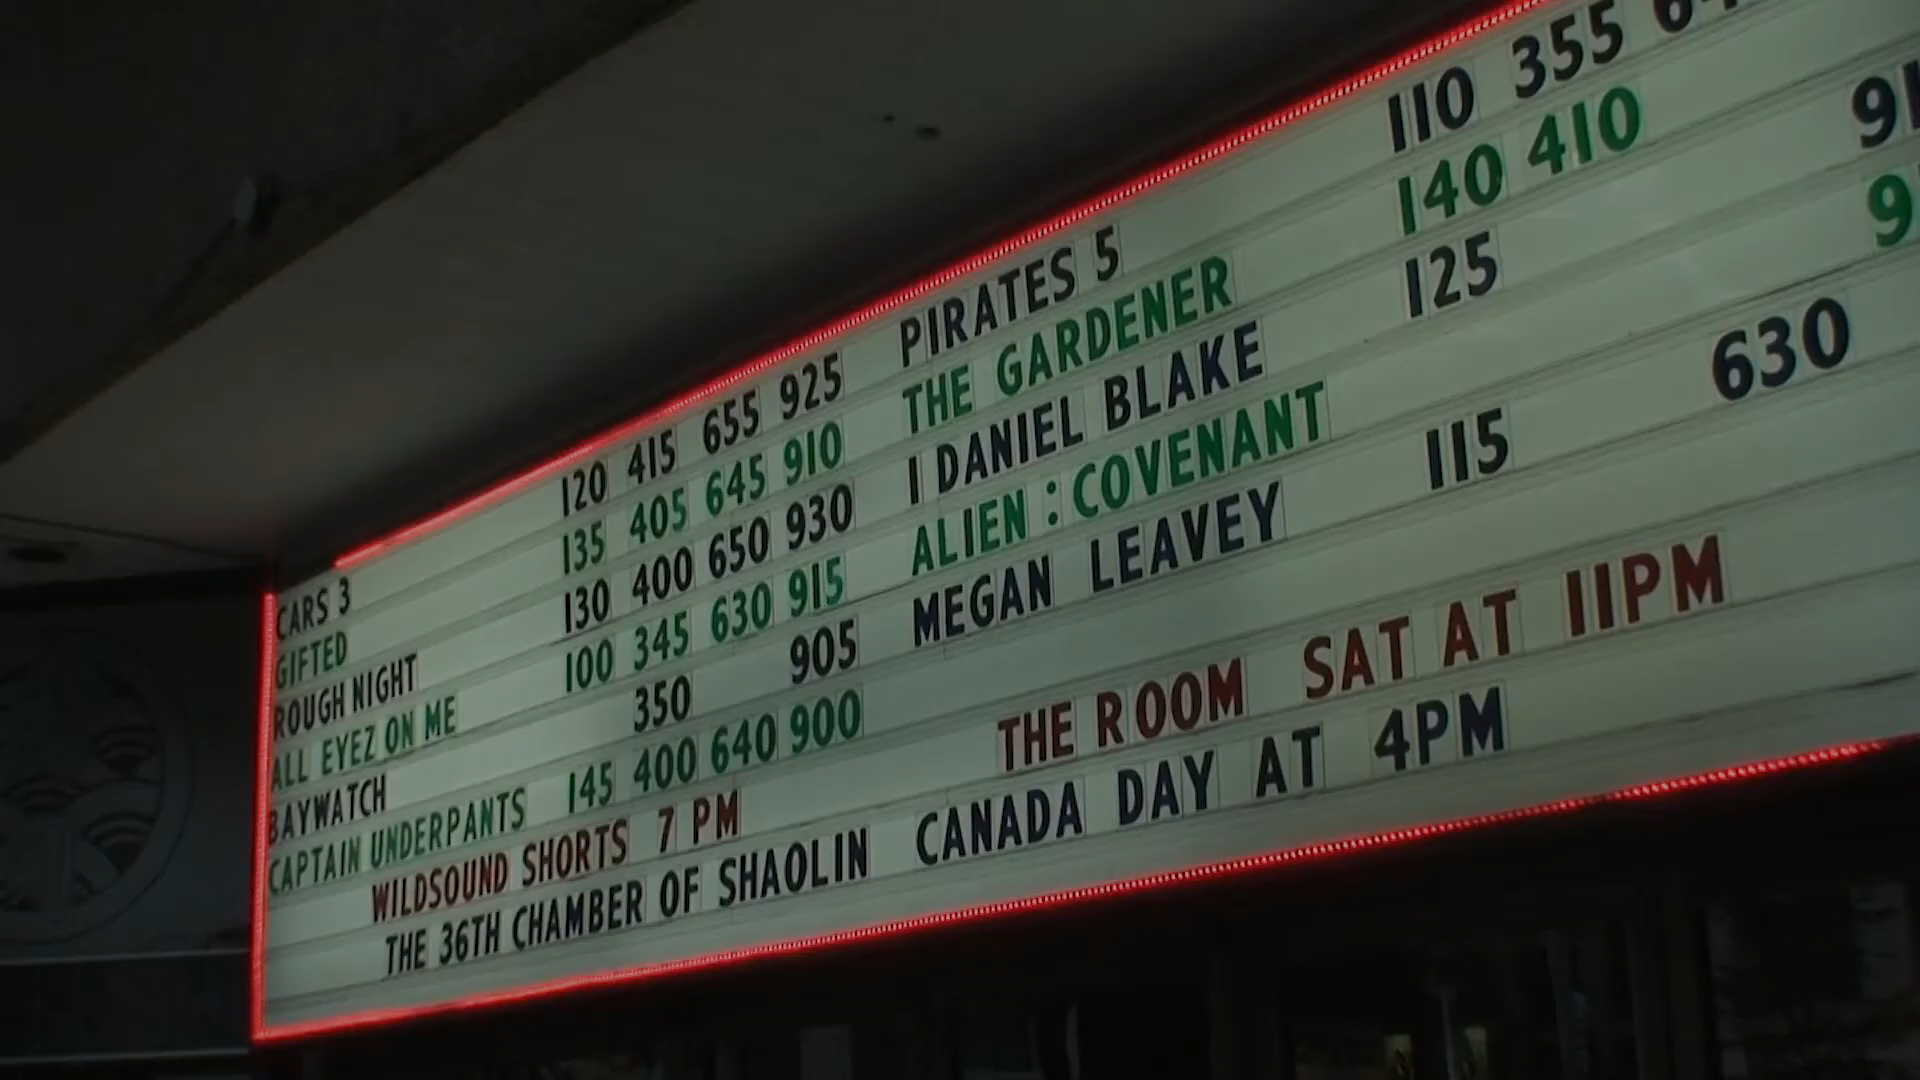 CARS 3 120 415 655 925
GIFTED 135 405 645 910
ROUGH NIGHT 130 400 650 930
ALL EYEZ ON ME 100 345 630 915
BAYWATCH 350 905
CAPTAIN UNDERPANTS 145 400 640 900
WILDSOUND SHORTS 7 PM
THE 36TH CHAMBER OF SHAOLIN CANADA DAY AT 4PM
PIRATES 5 110 355
THE GARDENER 140 410
I DANIEL BLAKE 125
ALIEN : COVENANT
MEGAN LEAVEY 115 630
THE ROOM SAT AT 11PM